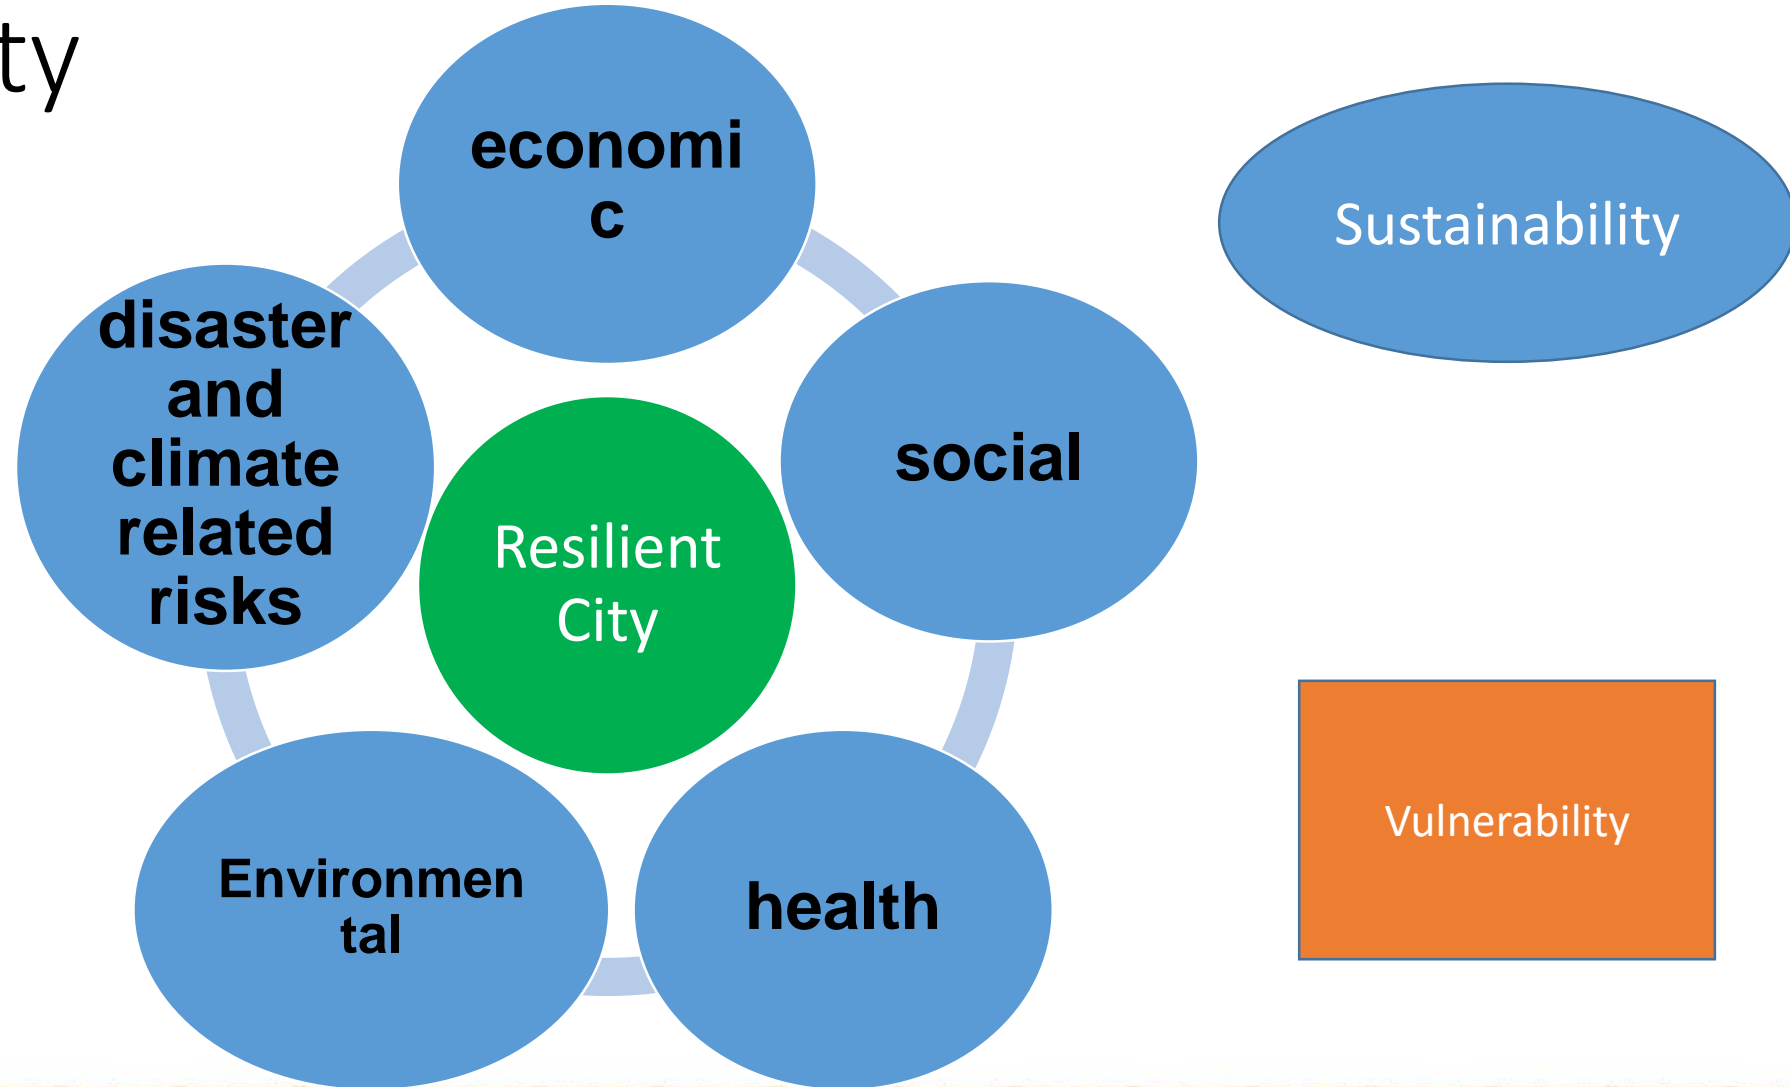 ty
economi
c
Sustainability
disaster
and
climate
related
risks
social
Resilient
City
Vulnerability
Environmen
tal
health